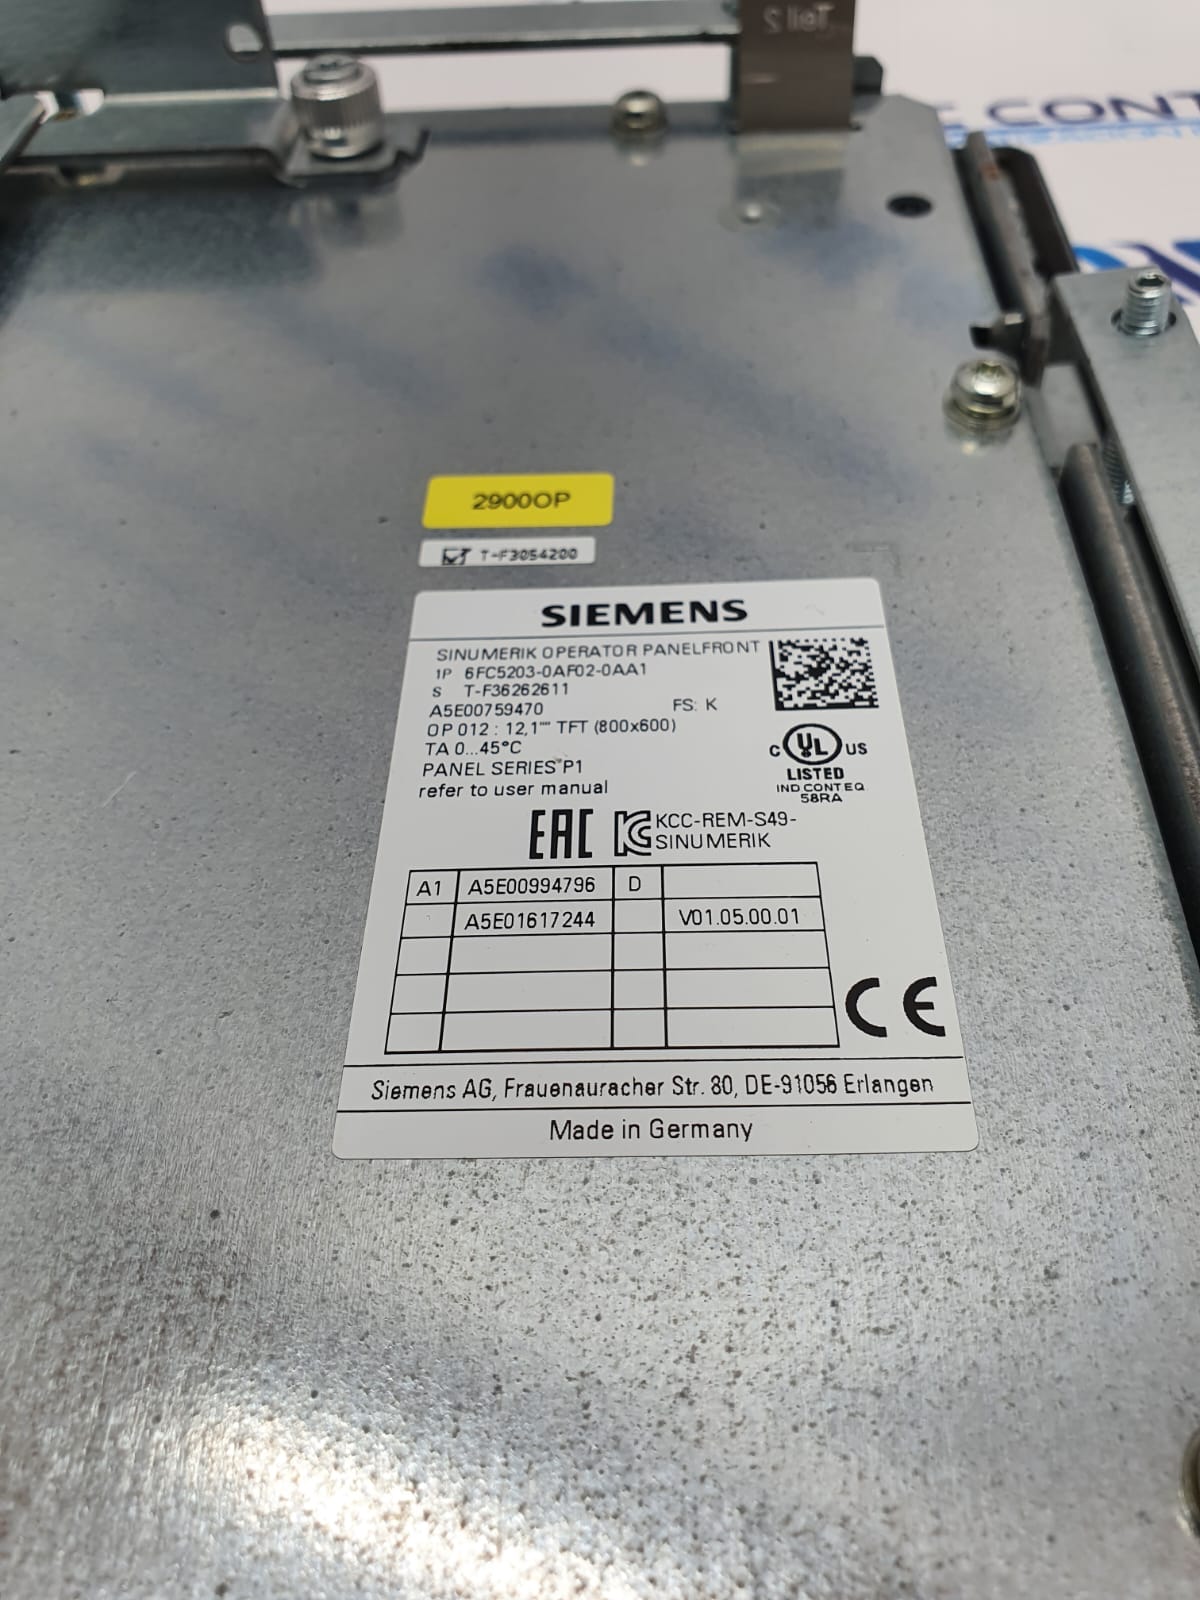 Teil 2
CONT
2900OP
T-F3054200
SIEMENS
SINUMERIK OPERATOR PANELFRONT
1P 6FC5203-0AF02-0AA1
S T-F36262611
A5E00759470 FS: K
OP 012 : 12,1"" TFT (800x600)
TA 0...45°C
PANEL SERIES P1
refer to user manual
C UL US
LISTED
IND CONT EQ
58RA
EAC
KCC-REM-S49-
SINUMERIK
A1 A5E00994796 D
A5E01617244 V01.05.00.01
CE
Siemens AG, Frauenauracher Str. 80, DE-91056 Erlangen
Made in Germany